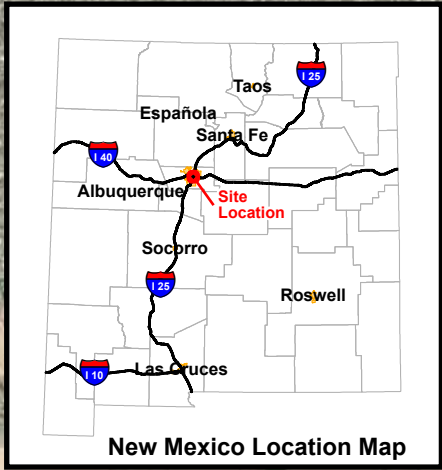 I 25
Taos
Española
Santa Fe
I 40
Albuquerque
Site
Location
Socorro
I 25
Roswell
I 10
Las Cruces
New Mexico Location Map